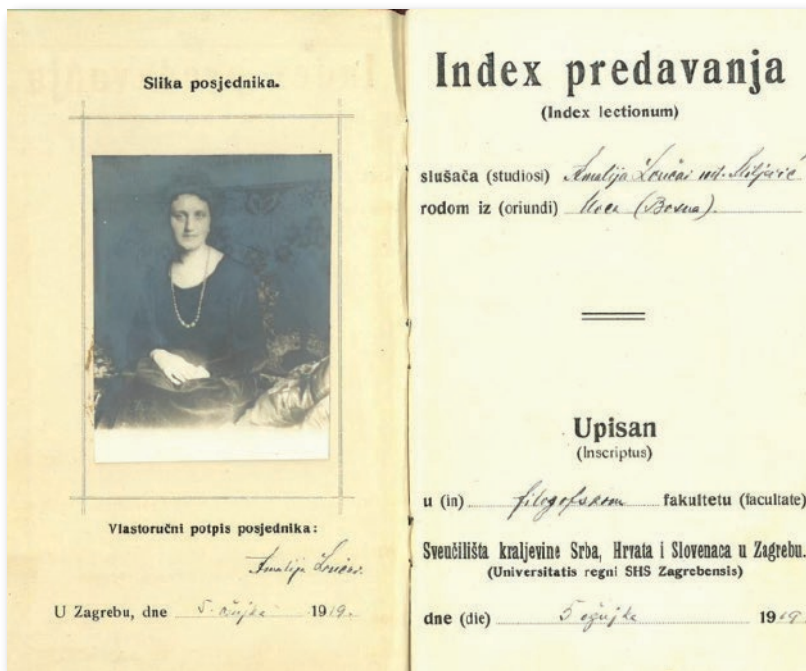 Slika posjednika.
Vlastoručni potpis posjednika:
Amalija
U Zagrebu, dne 5. ožujka 1919.
Index predavanja
(Index lectionum)
slušača (studiosi) Amalija
rodom iz (oriundi) (Bosna).
Upisan
(Inscriptus)
u (in) filozofskom fakultetu (facultate)
Sveučilišta kraljevine Srba, Hrvata i Slovenaca u Zagrebu.
(Universitatis regni SHS Zagrebensis)
dne (die) 5 ožujka 1919